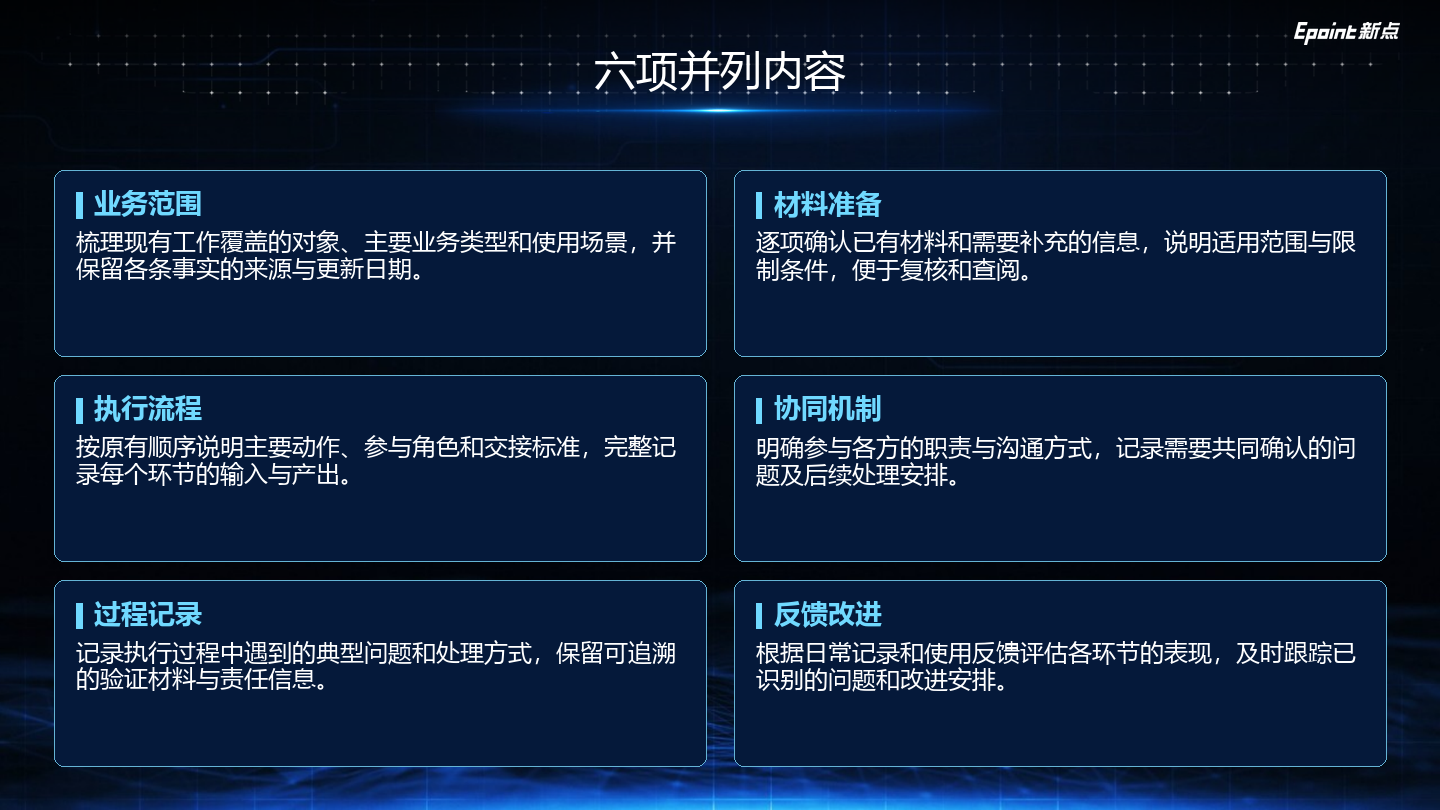 Epoint新点
六项并列内容
业务范围
梳理现有工作覆盖的对象、主要业务类型和使用场景，并
保留各条事实的来源与更新日期。
材料准备
逐项确认已有材料和需要补充的信息，说明适用范围与限
制条件，便于复核和查阅。
执行流程
按原有顺序说明主要动作、参与角色和交接标准，完整记
录每个环节的输入与产出。
协同机制
明确参与各方的职责与沟通方式，记录需要共同确认的问
题及后续处理安排。
过程记录
记录执行过程中遇到的典型问题和处理方式，保留可追溯
的验证材料与责任信息。
反馈改进
根据日常记录和使用反馈评估各环节的表现，及时跟踪已
识别的问题和改进安排。